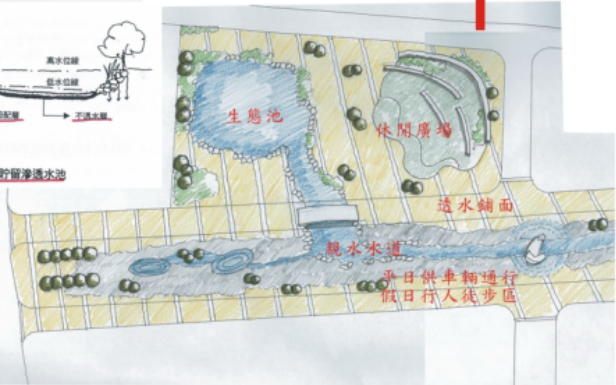 高水位線
低水位線
不透水層
貯留滲透水池
生態池
休閒廣場
透水鋪面
親水水道
平日供車輛通行
假日行人徒步區